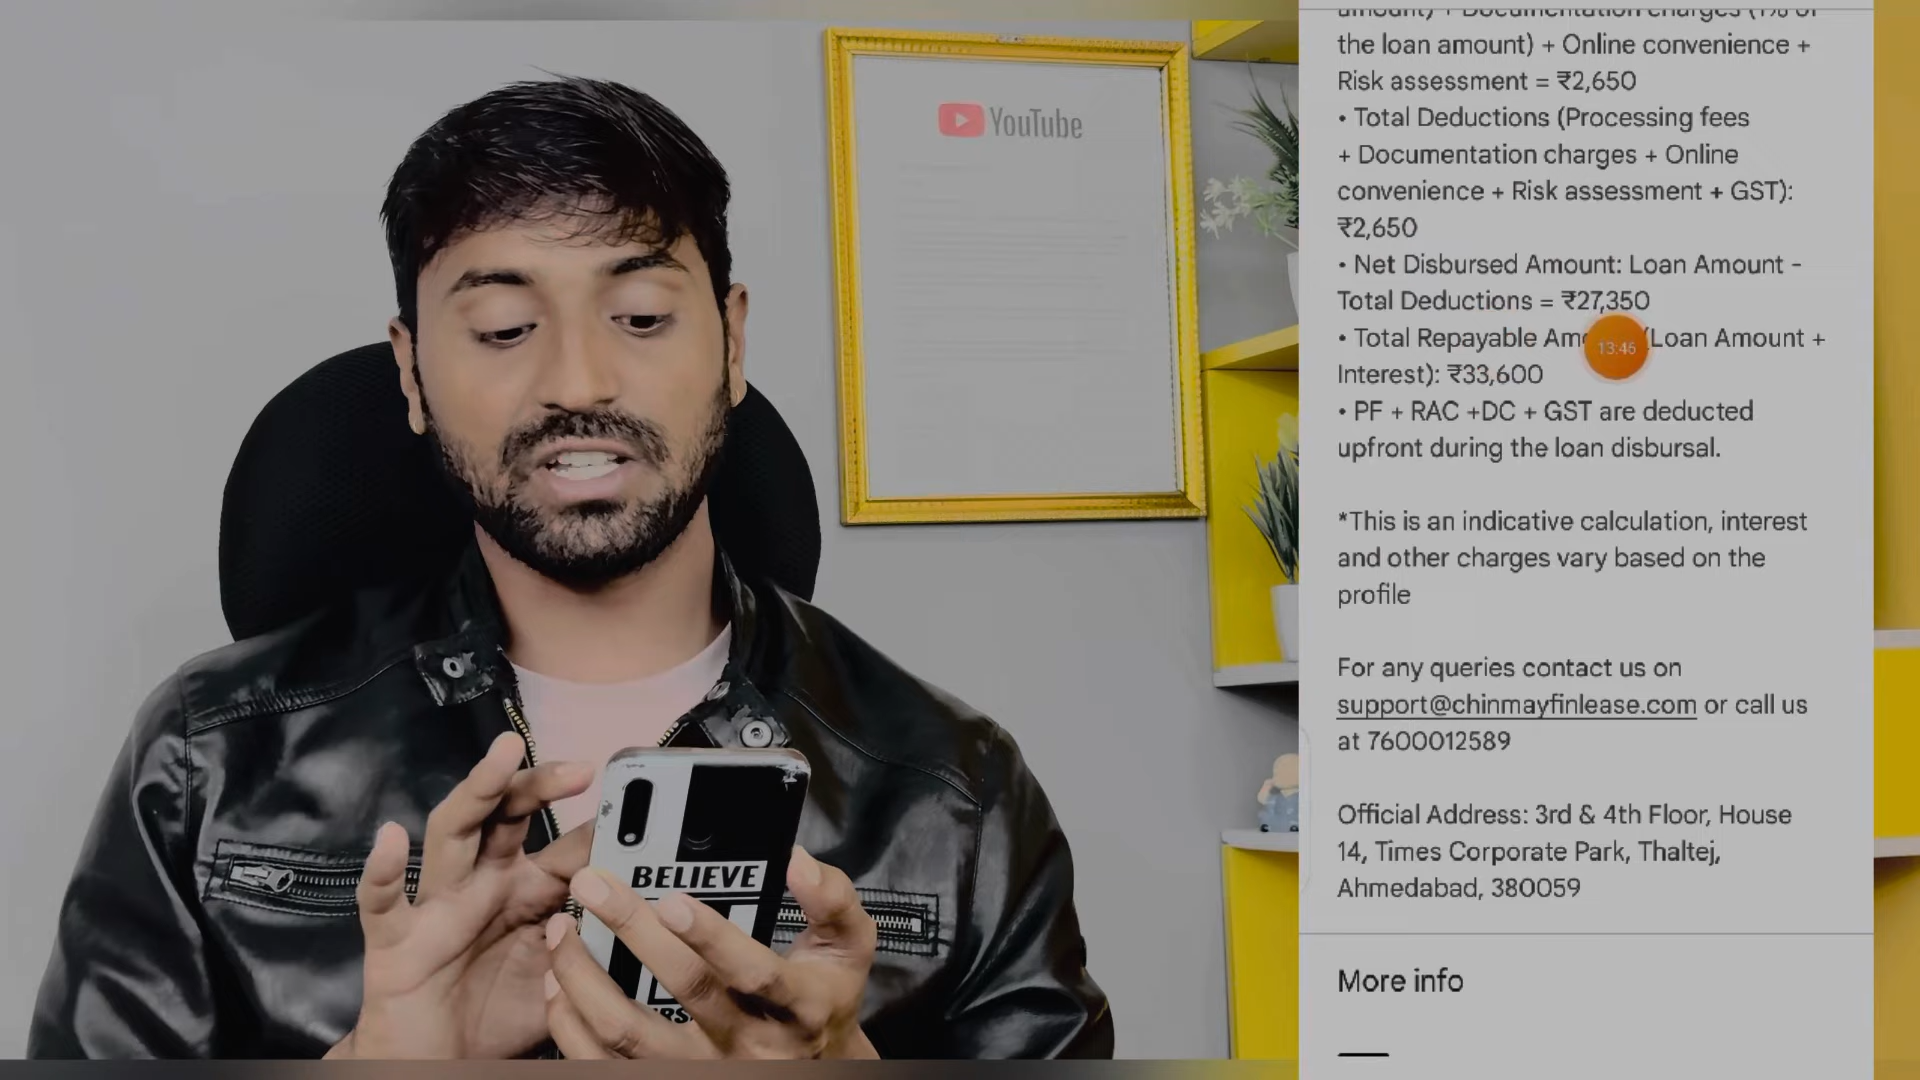 YouTube
BELIEVE
amount) + Documentation charges (1% of
the loan amount) + Online convenience +
Risk assessment = ₹2,650
• Total Deductions (Processing fees
+ Documentation charges + Online
convenience + Risk assessment + GST):
₹2,650
• Net Disbursed Amount: Loan Amount -
Total Deductions = ₹27,350
• Total Repayable (Loan Amount +
13:46
Interest): ₹33,600
• PF + RAC +DC + GST are deducted
upfront during the loan disbursal.
*This is an indicative calculation, interest
and other charges vary based on the
profile
For any queries contact us on
support@chinmayfinlease.com or call us
at 7600012589
Official Address: 3rd & 4th Floor, House
14, Times Corporate Park, Thaltej,
Ahmedabad, 380059
More info